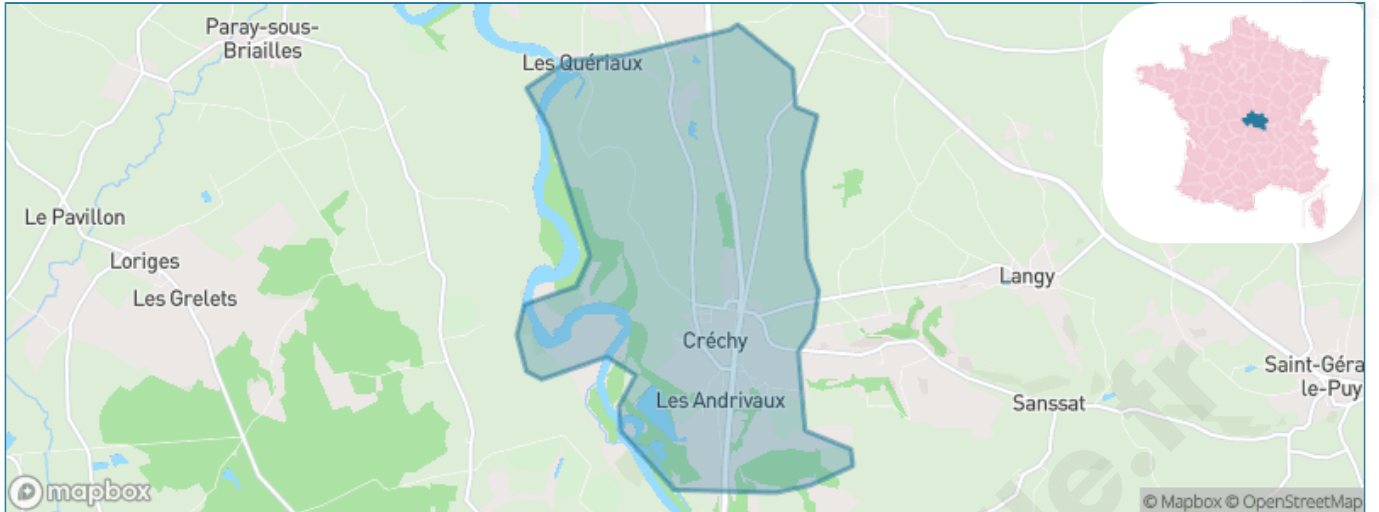 Paray-sous-
Briailles
Les Quériaux
Le Pavillon
Loriges
Les Grelets
Langy
Créchy
Les Andrivaux
Sanssat
Saint-Géra
le-Puy
mapbox
© Mapbox © OpenStreetMap